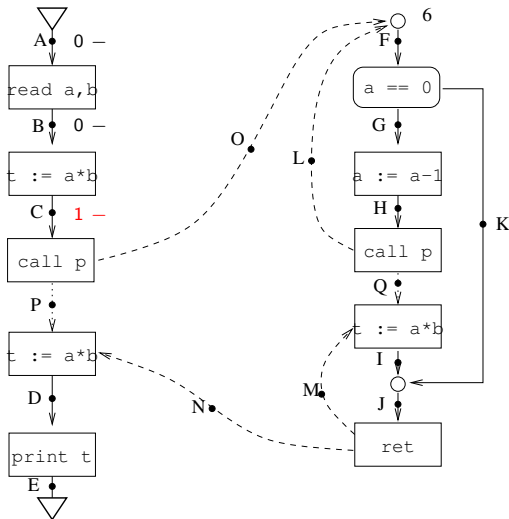 A 0 –
read a,b
B 0 –
t := a*b
C 1 –
call p
P
t := a*b
D
print t
E
O
N
6
F
a == 0
G
L
a := a-1
H
K
call p
Q
t := a*b
I
M
J
ret